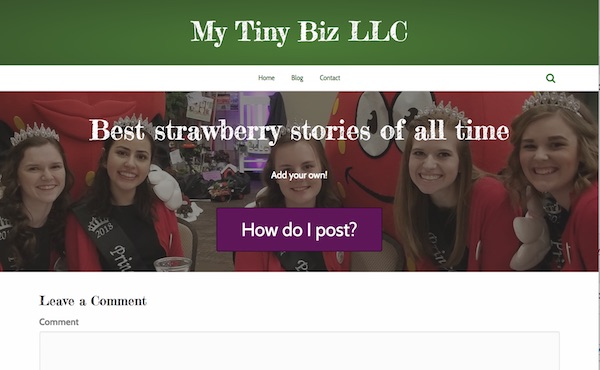 My Tiny Biz LLC
Home Blog Contact
Best strawberry stories of all time
Add your own!
2018
How do I post?
Leave a Comment
Comment